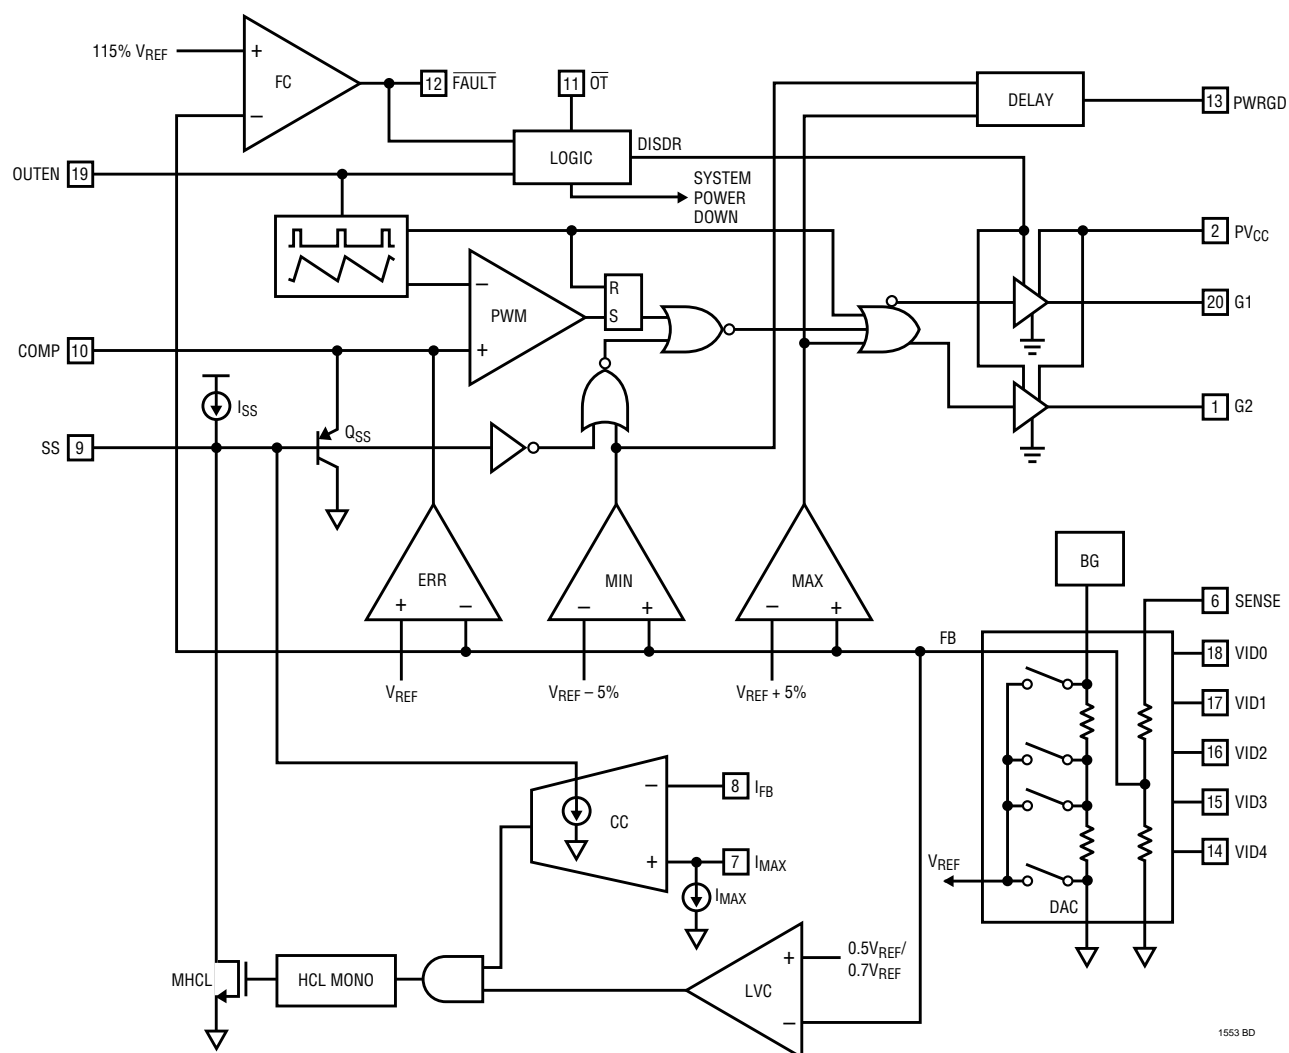 115% VREF
+
FC
−
12 FAULT
11 OT
DELAY
13 PWRGD
LOGIC
DISDR
OUTEN 19
SYSTEM
POWER
DOWN
2 PVCC
−
R
S
PWM
20 G1
COMP 10
+
ISS
1 G2
QSS
SS 9
BG
ERR
MIN
MAX
+ −
− +
− +
6 SENSE
FB
18 VID0
VREF
VREF – 5%
VREF + 5%
17 VID1
16 VID2
−
8 IFB
15 VID3
CC
+
7 IMAX
14 VID4
VREF
IMAX
DAC
+
0.5VREF/
0.7VREF
MHCL
HCL MONO
LVC
−
1553 BD